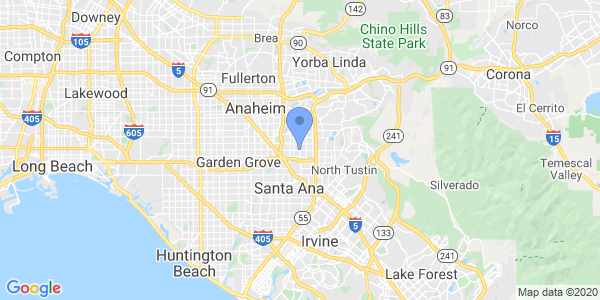 Downey
142
Chino Hills
State Park
Norco
Brea
90
105
Compton
5
Yorba Linda
91
Corona
Fullerton
Lakewood
91
Anaheim
El Cerrito
405
605
241
15
Long Beach
Garden Grove
North Tustin
Temescal
Valley
Santa Ana
Silverado
55
5
133
405
Irvine
Huntington
Beach
241
Lake Forest
Google
Map data ©2020